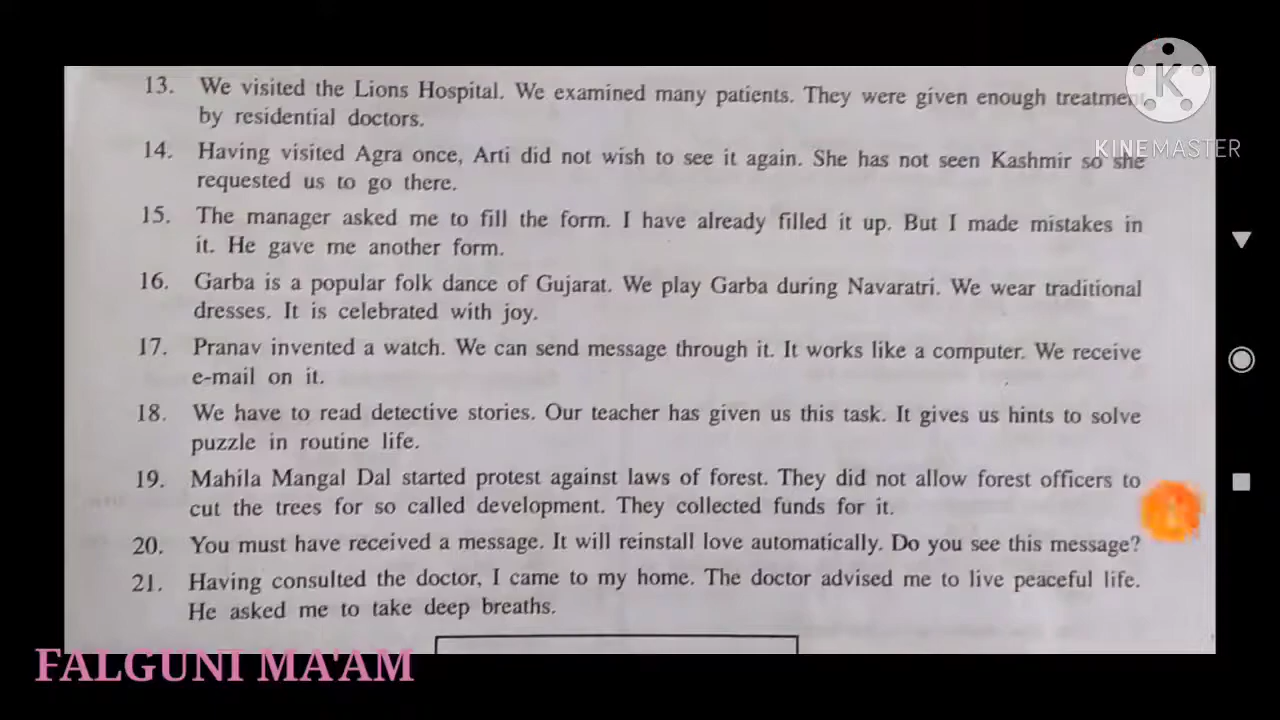 13. We visited the Lions Hospital. We examined many patients. They were given enough treatment
by residential doctors.
KINEMASTER
14. Having visited Agra once, Arti did not wish to see it again. She has not seen Kashmir so she
requested us to go there.
15. The manager asked me to fill the form. I have already filled it up. But I made mistakes in
it. He gave me another form.
16. Garba is a popular folk dance of Gujarat. We play Garba during Navaratri. We wear traditional
dresses. It is celebrated with joy.
17. Pranav invented a watch. We can send message through it. It works like a computer. We receive
e-mail on it.
18. We have to read detective stories. Our teacher has given us this task. It gives us hints to solve
puzzle in routine life.
19. Mahila Mangal Dal started protest against laws of forest. They did not allow forest officers to
cut the trees for so called development. They collected funds for it.
20. You must have received a message. It will reinstall love automatically. Do you see this message?
21. Having consulted the doctor, I came to my home. The doctor advised me to live peaceful life.
He asked me to take deep breaths.
FALGUNI MA'AM